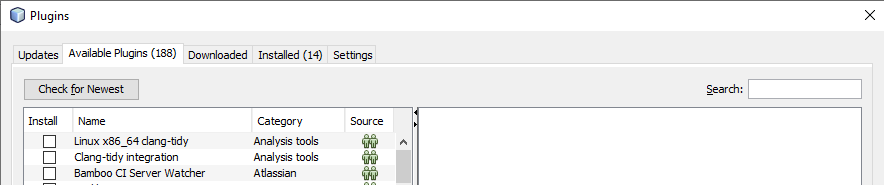 Plugins
Updates Available Plugins (188) Downloaded Installed (14) Settings
Check for Newest Search:
Install Name Category Source
Linux x86_64 clang-tidy Analysis tools
Clang-tidy integration Analysis tools
Bamboo CI Server Watcher Atlassian